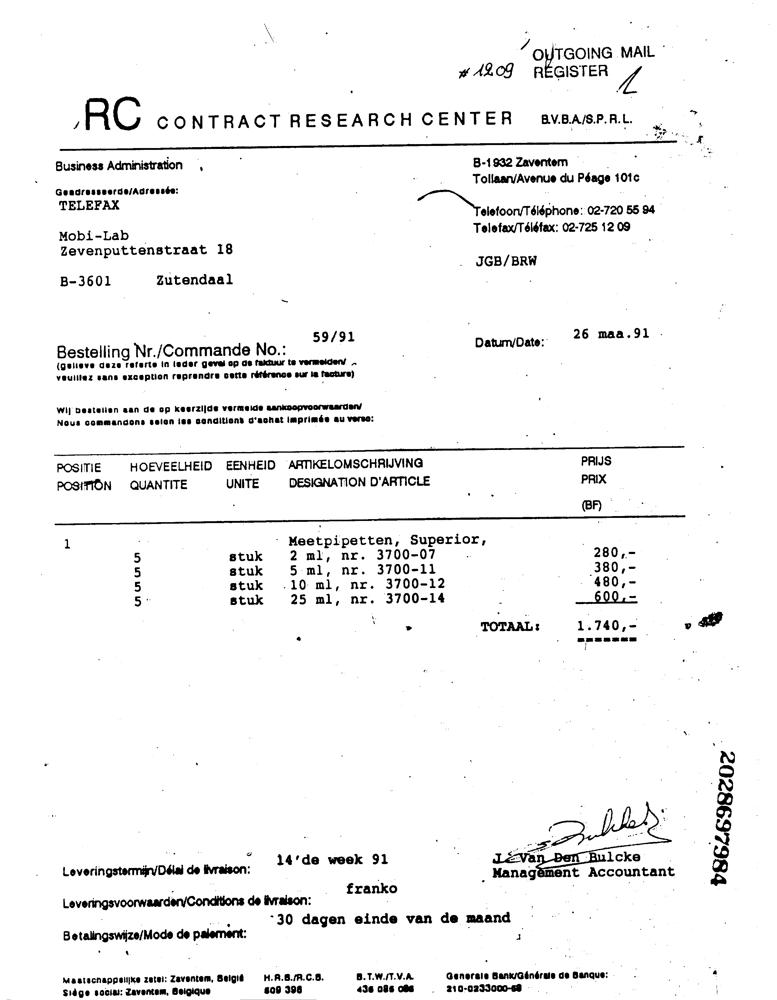 OUTGOING MAIL
# 1209 REGISTER
RC CONTRACT RESEARCH CENTER B.V.B.A./S.P.R.L.
Business Administration
B-1932 Zaventem
Tollaan/Avenue du Péage 101c
Geadresseerde/Adressée:
TELEFAX
Telefoon/Téléphone: 02-720 55 94
Telefax/Téléfax: 02-725 12 09
Mobi-Lab
Zevenputtenstraat 18
JGB/BRW
B-3601 Zutendaal
59/91
Bestelling Nr./Commande No.:
Datum/Date: 26 maa.91
(gelieve deze referte in ieder geval op de faktuur te vermelden/
veuillez sans exception reprendre cette référence sur la facture)
Wij bestellen aan de op keerzijde vermelde aankoopvoorwaarden/
Nous commandons selon les conditions d'achat imprimée au verso:
POSITIE HOEVEELHEID EENHEID ARTIKELOMSCHRIJVING PRIJS
POSITION QUANTITE UNITE DESIGNATION D'ARTICLE PRIX
(BF)
1 Meetpipetten, Superior,
5 stuk 2 ml, nr. 3700-07 280,-
5 stuk 5 ml, nr. 3700-11 380,-
5 stuk 10 ml, nr. 3700-12 480,-
5 stuk 25 ml, nr. 3700-14 600,-
TOTAAL: 1.740,-
=======
2028697984
J. Van Den Bulcke
Management Accountant
Leveringstermijn/Délai de livraison: 14'de week 91
Leveringsvoorwaarden/Conditions de livraison: franko
Betalingswijze/Mode de paiement: 30 dagen einde van de maand
Maatschappelijke zetel: Zaventem, België H.R.B./R.C.B. B.T.W./T.V.A. Generale Bank/Générale de Banque:
Siége social: Zaventem, Belgique 509 396 436 086 086 210-0233000-68